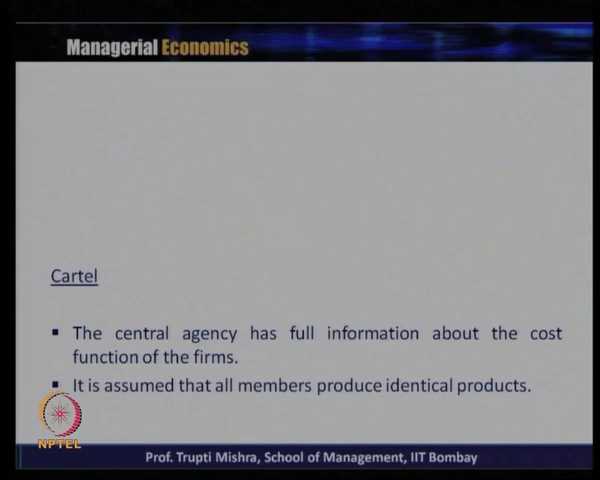 Managerial Economics
Cartel
▪ The central agency has full information about the cost
function of the firms.
▪ It is assumed that all members produce identical products.
NPTEL
Prof. Trupti Mishra, School of Management, IIT Bombay